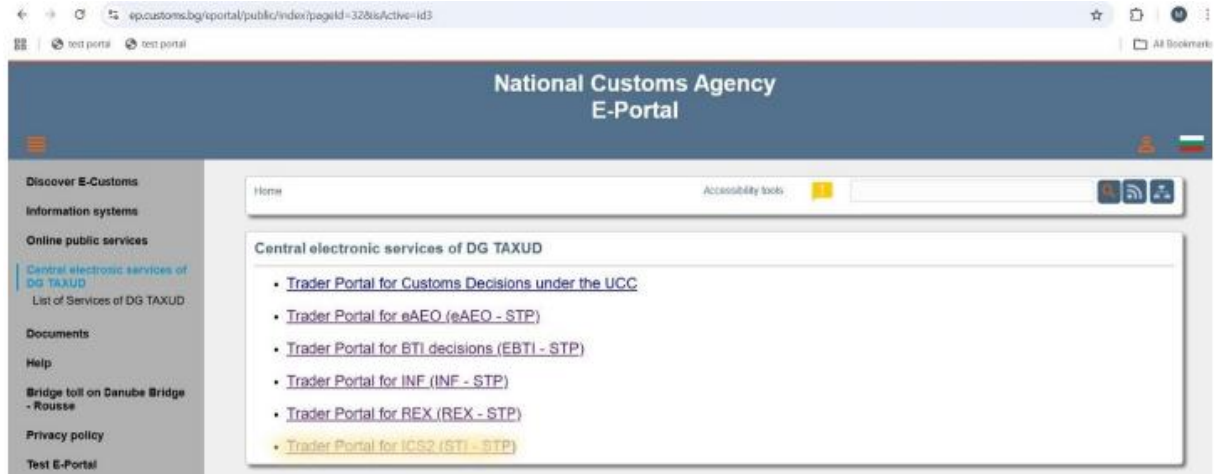 ep.customs.bg/eportal/public/index/pageId=328&isActive=id3
test portal test portal
All Bookmarks
National Customs Agency
E-Portal
Discover E-Customs
Information systems
Online public services
Central electronic services of
DG TAXUD
List of Services of DG TAXUD
Documents
Help
Bridge toll on Danube Bridge
- Rousse
Privacy policy
Test E-Portal
Home
Accessibility tools
Central electronic services of DG TAXUD
Trader Portal for Customs Decisions under the UCC
Trader Portal for eAEO (eAEO - STP)
Trader Portal for BTI decisions (EBTI - STP)
Trader Portal for INF (INF - STP)
Trader Portal for REX (REX - STP)
Trader Portal for ICS2 (STI - STP)